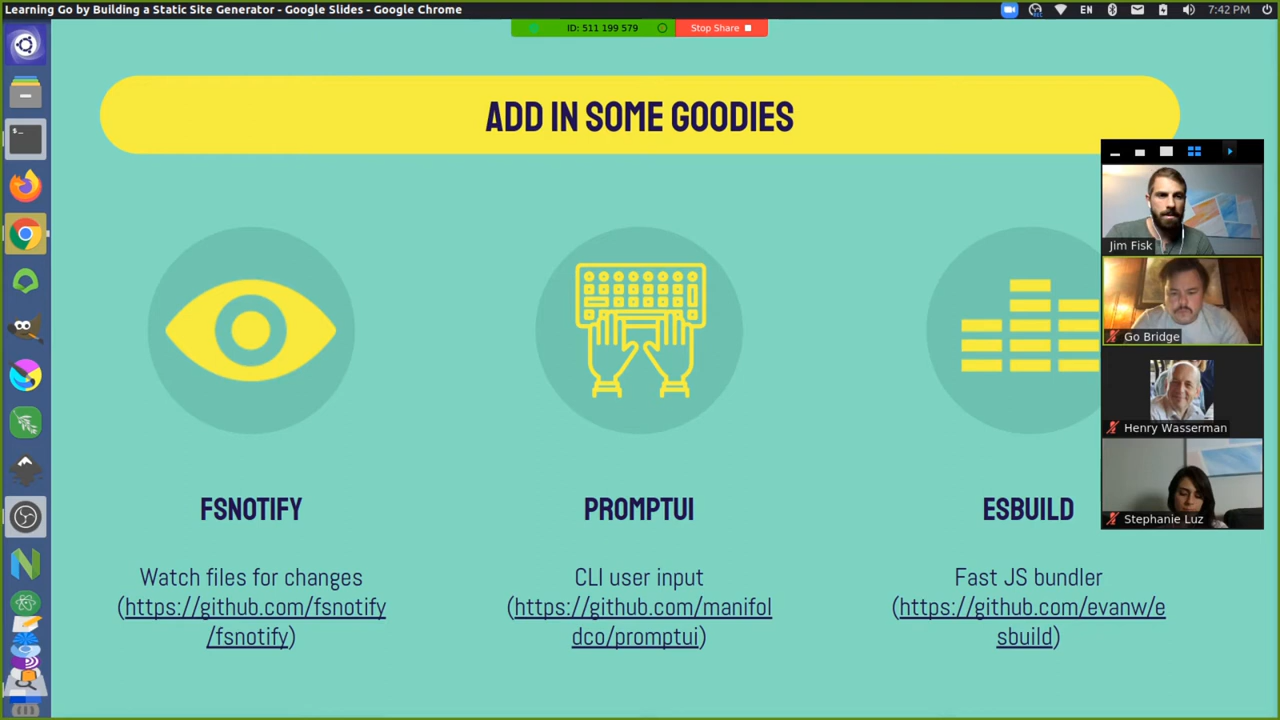 Learning Go by Building a Static Site Generator - Google Slides - Google Chrome
EN
7:42 PM
ID: 511 199 579
Stop Share
ADD IN SOME GOODIES
Jim Fisk
Go Bridge
Henry Wasserman
Stephanie Luz
FSNOTIFY
Watch files for changes
(https://github.com/fsnotify
/fsnotify)
PROMPTUI
CLI user input
(https://github.com/manifol
dco/promptui)
ESBUILD
Fast JS bundler
(https://github.com/evanw/e
sbuild)